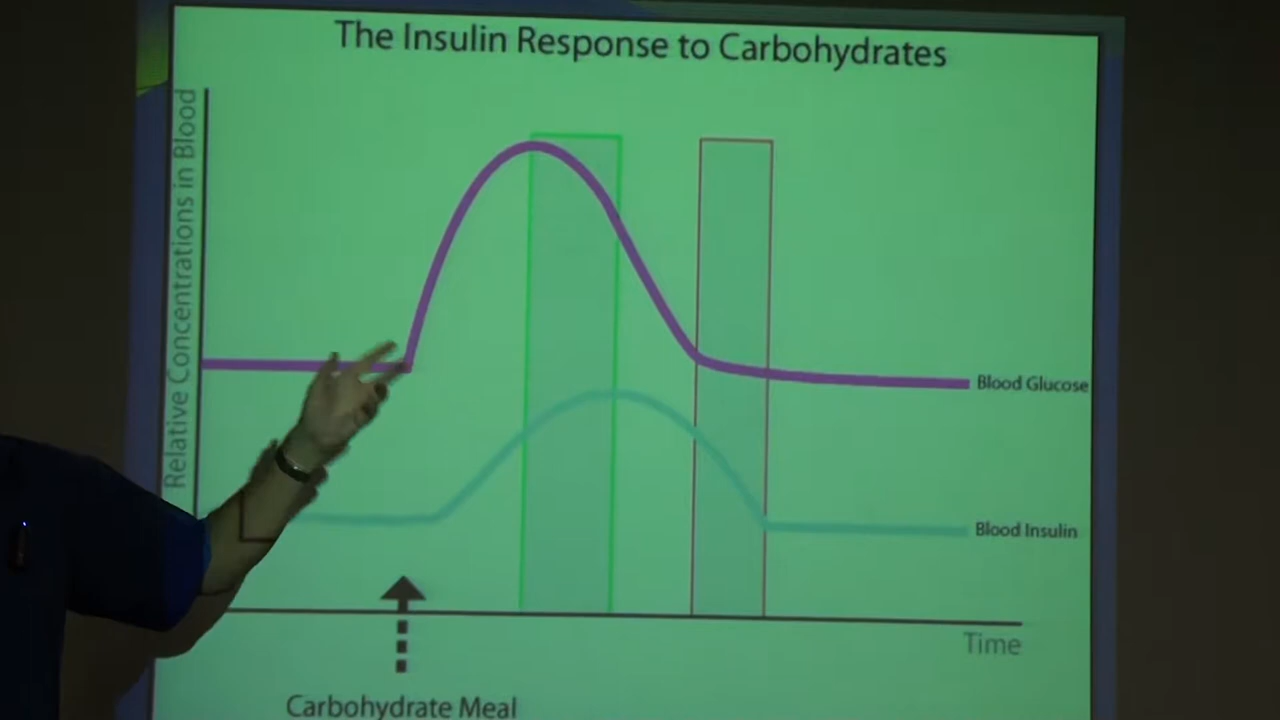 The Insulin Response to Carbohydrates
Relative Concentrations in Blood
Blood Glucose
Blood Insulin
Time
Carbohydrate Meal